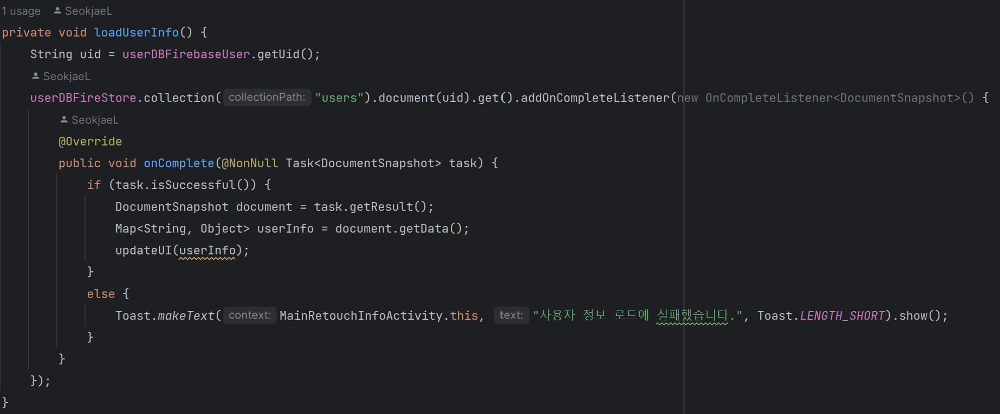 1 usage SeokjaeL
private void loadUserInfo() {
String uid = userDBFirebaseUser.getUid();
SeokjaeL
userDBFireStore.collection( collectionPath: "users").document(uid).get().addOnCompleteListener(new OnCompleteListener<DocumentSnapshot>() {
SeokjaeL
@Override
public void onComplete(@NonNull Task<DocumentSnapshot> task) {
if (task.isSuccessful()) {
DocumentSnapshot document = task.getResult();
Map<String, Object> userInfo = document.getData();
updateUI(userInfo);
}
else {
Toast.makeText( context: MainRetouchInfoActivity.this, text: "사용자 정보 로드에 실패했습니다.", Toast.LENGTH_SHORT).show();
}
}
});
}